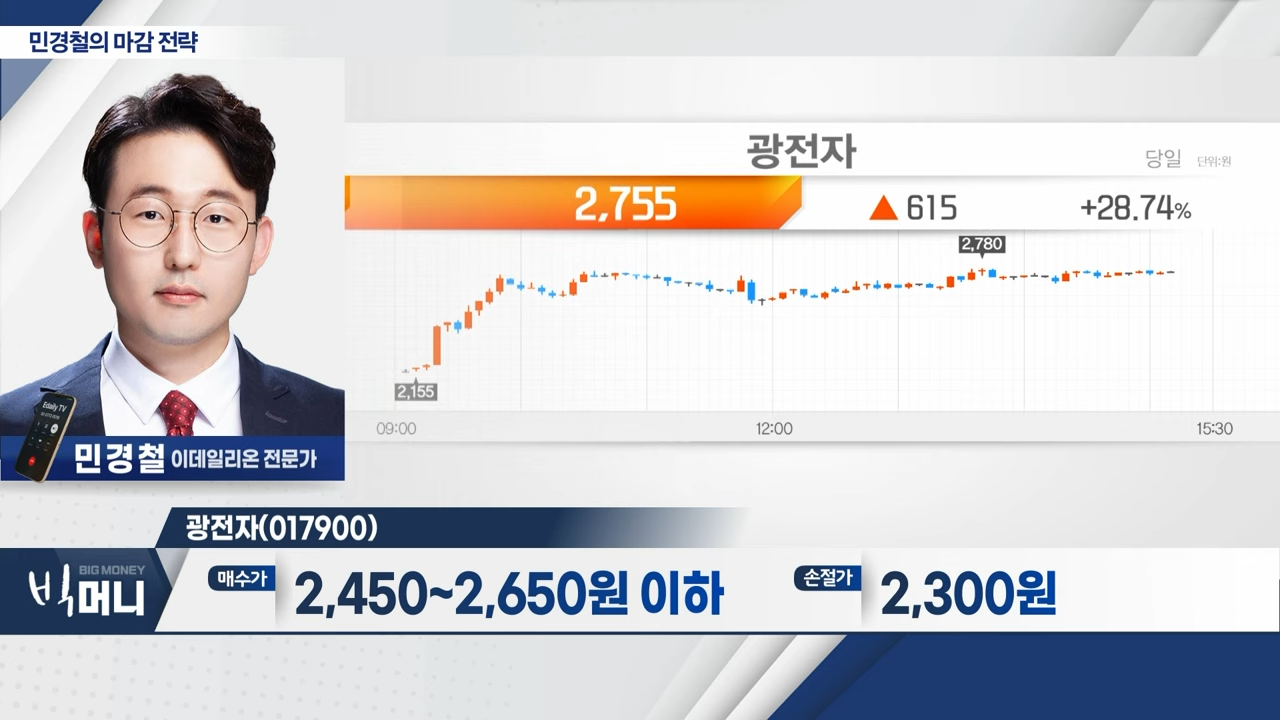 민경철의 마감 전략
광전자
당일 단위:원
2,755 ▲ 615 +28.74%
2,780
2,155
09:00 12:00 15:30
Edaily TV
민경철 이데일리온 전문가
광전자(017900)
빅머니 BIG MONEY
매수가 2,450~2,650원 이하 손절가 2,300원